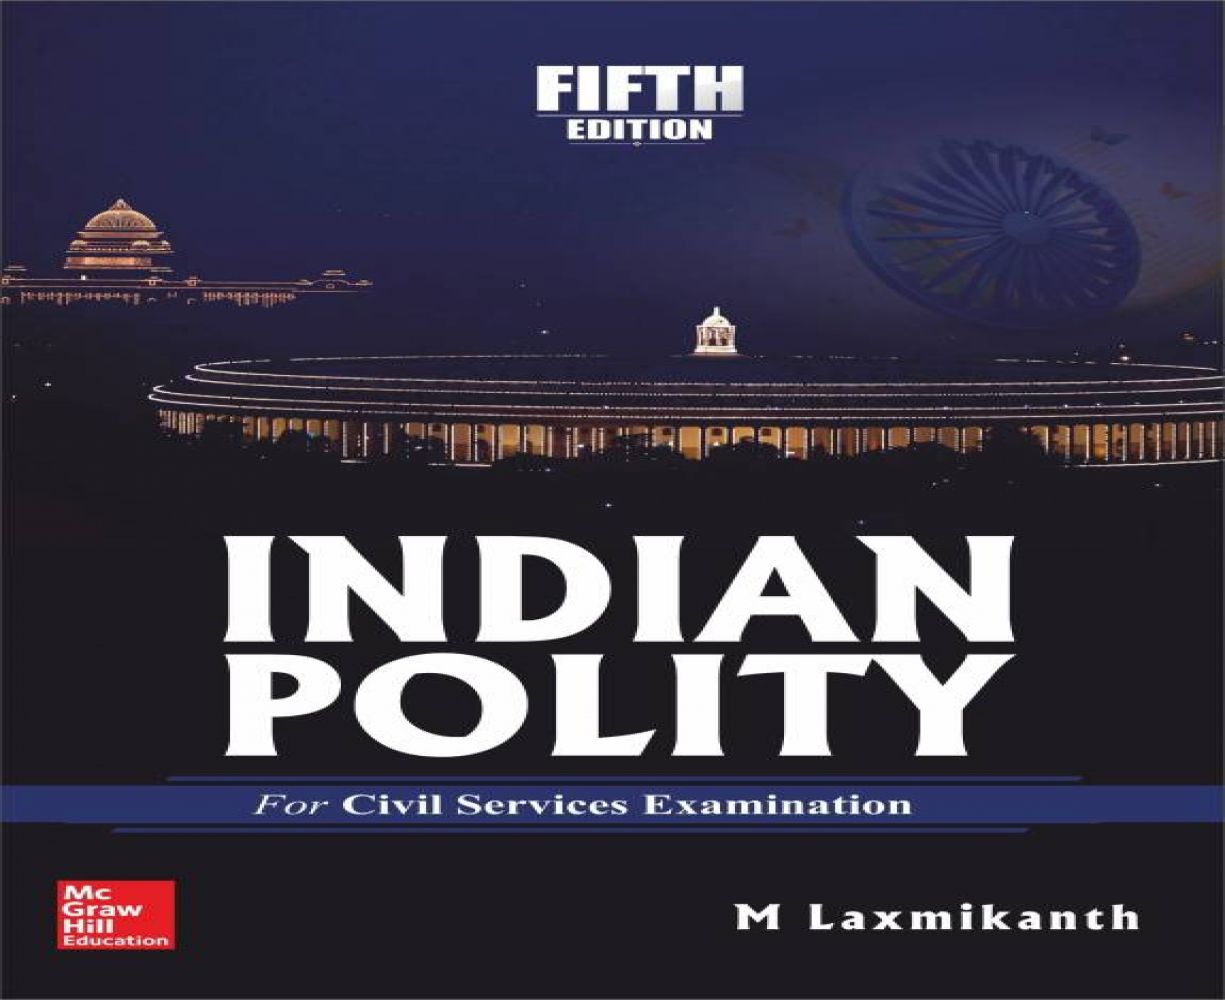 FIFTH
EDITION
INDIAN
POLITY
For Civil Services Examination
Mc
Graw
Hill
Education
M Laxmikanth